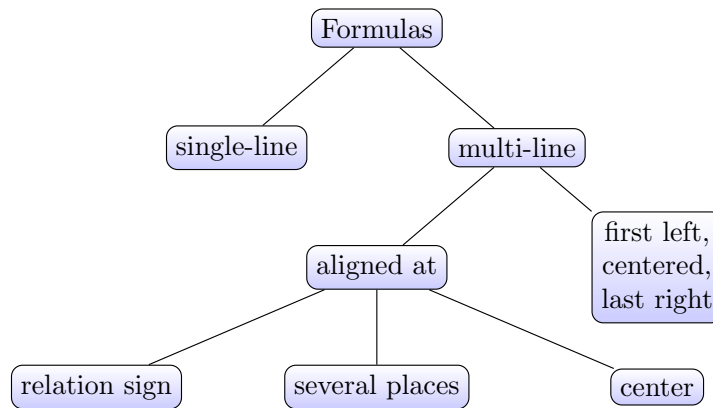 Formulas
single-line
multi-line
aligned at
first left,
centered,
last right
relation sign
several places
center